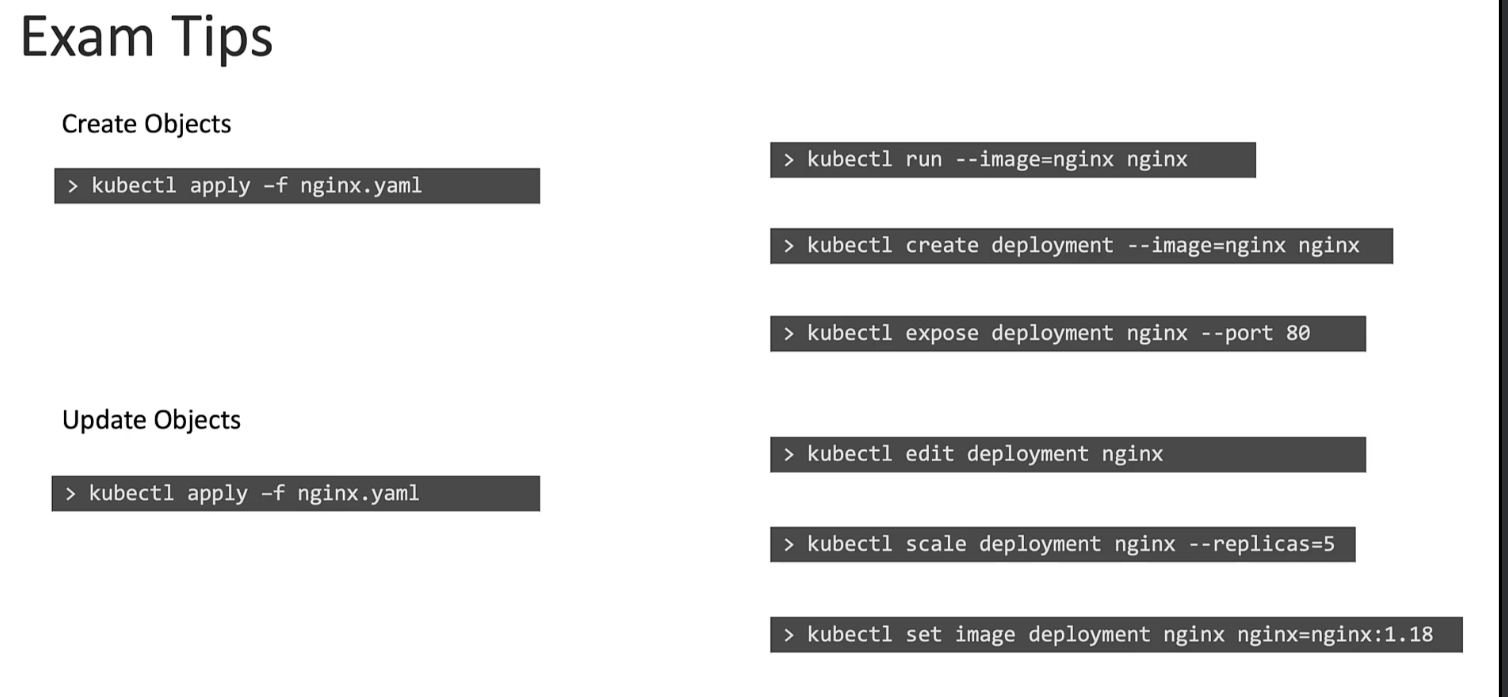 Exam Tips
Create Objects
> kubectl apply –f nginx.yaml
> kubectl run --image=nginx nginx
> kubectl create deployment --image=nginx nginx
> kubectl expose deployment nginx --port 80
Update Objects
> kubectl apply –f nginx.yaml
> kubectl edit deployment nginx
> kubectl scale deployment nginx --replicas=5
> kubectl set image deployment nginx nginx=nginx:1.18